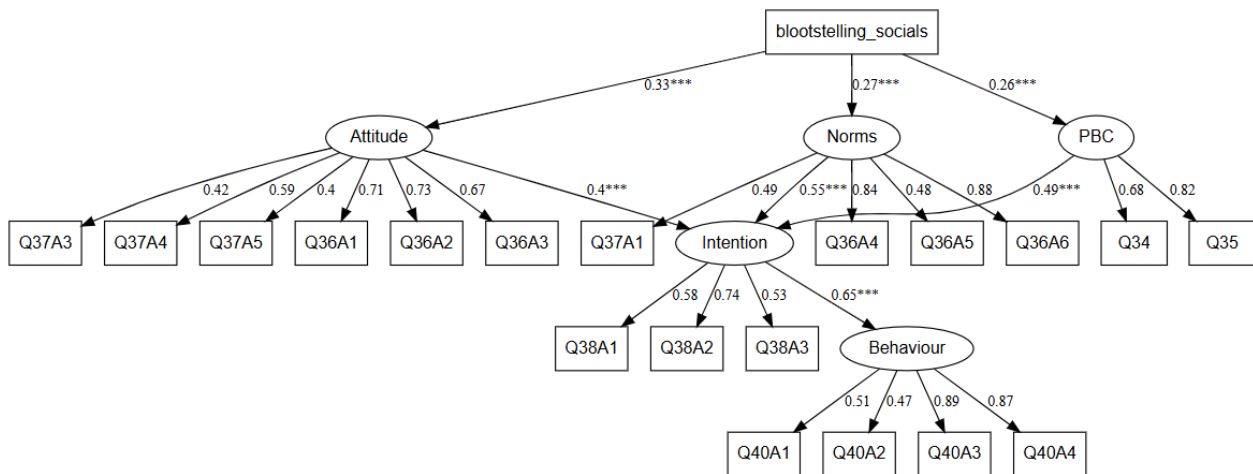 blootstelling_socials
0.33***
0.27***
0.26***
Attitude
Norms
PBC
0.42
0.59
0.4
0.71
0.73
0.67
0.4***
0.49
0.55***
0.84
0.48
0.88
0.49***
0.68
0.82
Q37A3
Q37A4
Q37A5
Q36A1
Q36A2
Q36A3
Q37A1
Intention
Q36A4
Q36A5
Q36A6
Q34
Q35
0.58
0.74
0.53
0.65***
Q38A1
Q38A2
Q38A3
Behaviour
0.51
0.47
0.89
0.87
Q40A1
Q40A2
Q40A3
Q40A4